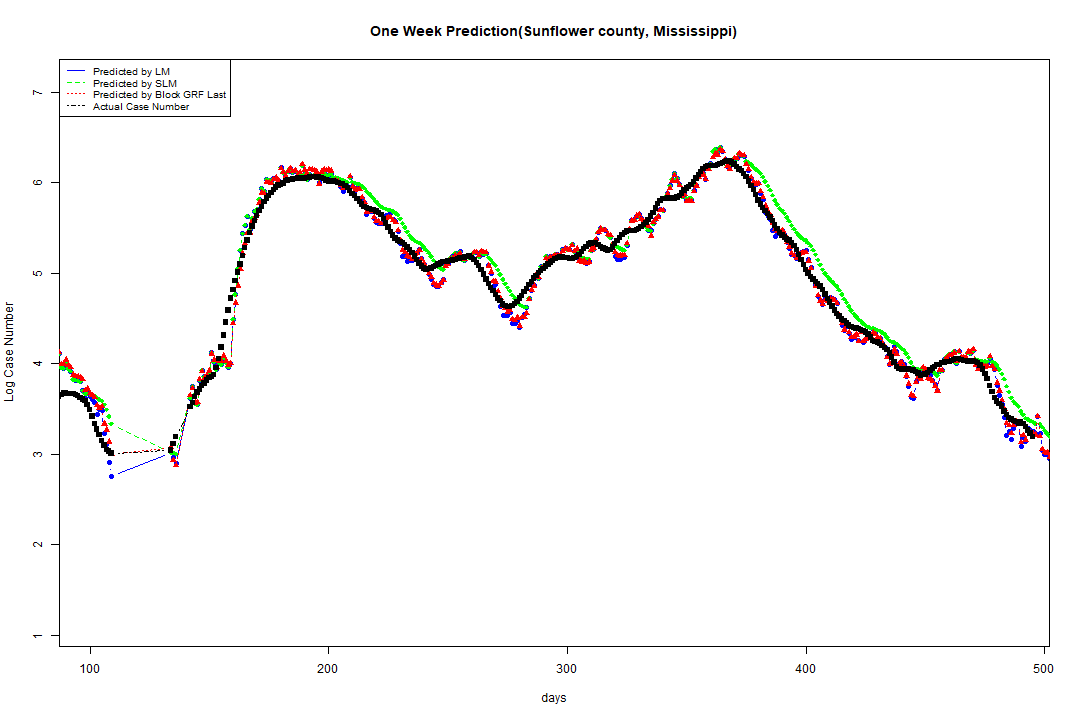 One Week Prediction(Sunflower county, Mississippi)
Predicted by LM
Predicted by SLM
Predicted by Block GRF Last
Actual Case Number
Log Case Number
7
6
5
4
3
2
1
100 200 300 400 500
days